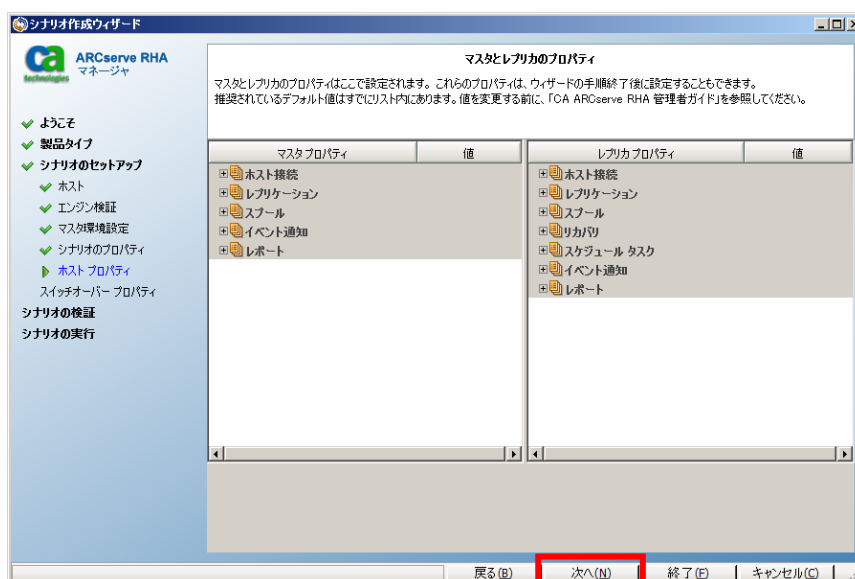 シナリオ作成ウィザード
ca
technologies
ARCserve RHA
マネージャ
マスタとレプリカのプロパティ
マスタとレプリカのプロパティはここで設定されます。これらのプロパティは、ウィザードの手順終了後に設定することもできます。
推奨されているデフォルト値はすでにリスト内にあります。値を変更する前に、「CA ARCserve RHA 管理者ガイド」を参照してください。
ようこそ
製品タイプ
シナリオのセットアップ
ホスト
エンジン検証
マスタ環境設定
シナリオのプロパティ
ホスト プロパティ
スイッチオーバー プロパティ
シナリオの検証
シナリオの実行
マスタ プロパティ 値
ホスト接続
レプリケーション
スプール
イベント通知
レポート
レプリカ プロパティ 値
ホスト接続
レプリケーション
スプール
リカバリ
スケジュール タスク
イベント通知
レポート
戻る(B) 次へ(N) 終了(F) キャンセル(C)